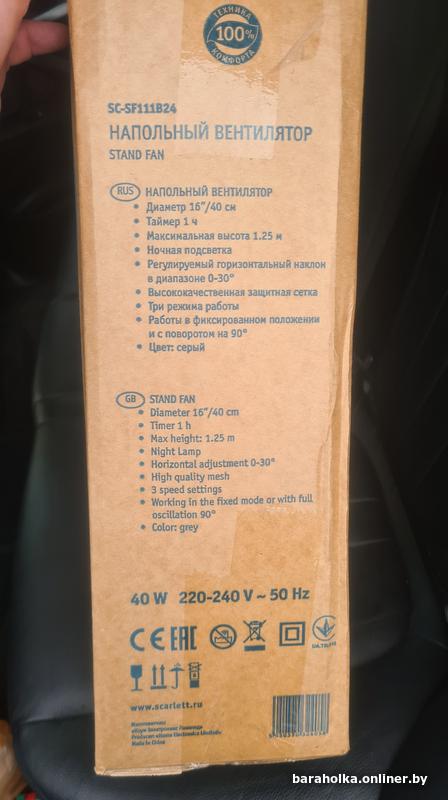 ТЕХНИКА
100%
КОМФОРТА
SC-SF111B24
НАПОЛЬНЫЙ ВЕНТИЛЯТОР
STAND FAN
RUS НАПОЛЬНЫЙ ВЕНТИЛЯТОР
• Диаметр 16"/40 см
• Таймер 1 ч
• Максимальная высота 1.25 м
• Ночная подсветка
• Регулируемый горизонтальный наклон
в диапазоне 0-30°
• Высококачественная защитная сетка
• Три режима работы
• Работы в фиксированном положении
и с поворотом на 90°
• Цвет: серый
GB STAND FAN
• Diameter 16"/40 cm
• Timer 1 h
• Max height: 1.25 m
• Night Lamp
• Horizontal adjustment 0-30°
• High quality mesh
• 3 speed settings
• Working in the fixed mode or with full
oscillation 90°
• Color: grey
40 W 220-240 V ~ 50 Hz
CE EAC
www.scarlett.ru
Made in China
baraholka.onliner.by